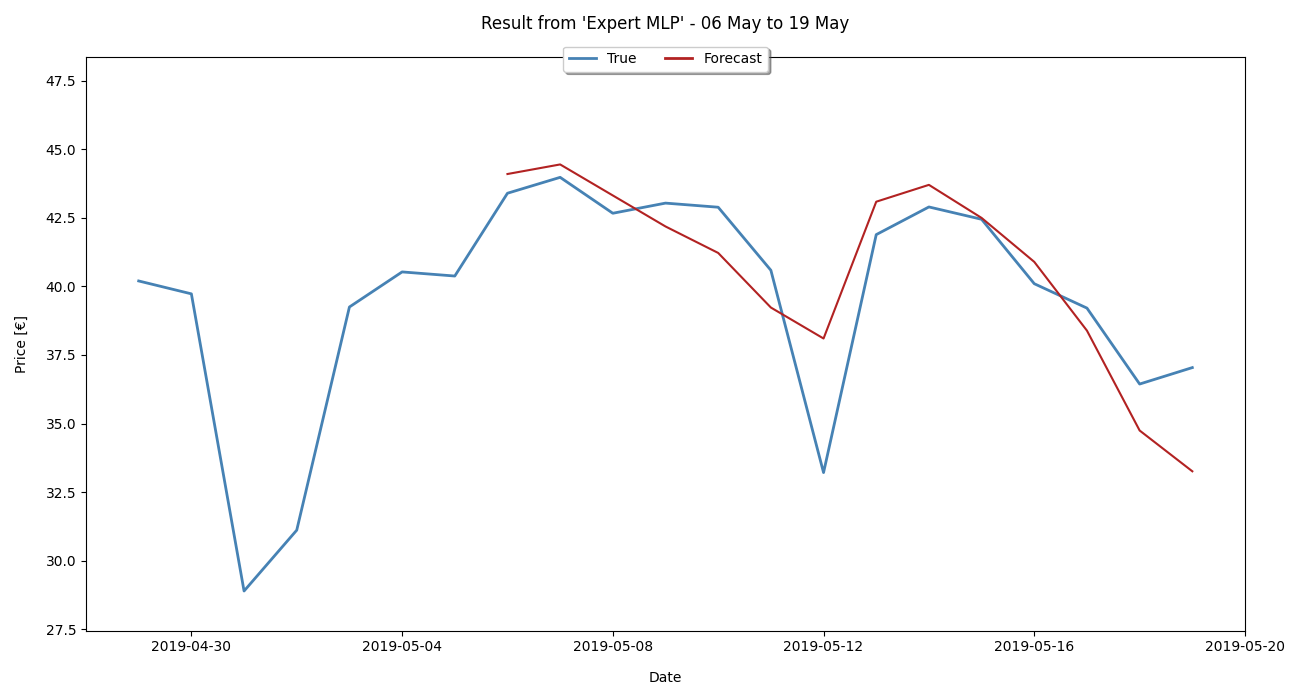 Result from 'Expert MLP' - 06 May to 19 May
True Forecast
47.5
45.0
42.5
40.0
37.5
35.0
32.5
30.0
27.5
Price [€]
2019-04-30 2019-05-04 2019-05-08 2019-05-12 2019-05-16 2019-05-20
Date